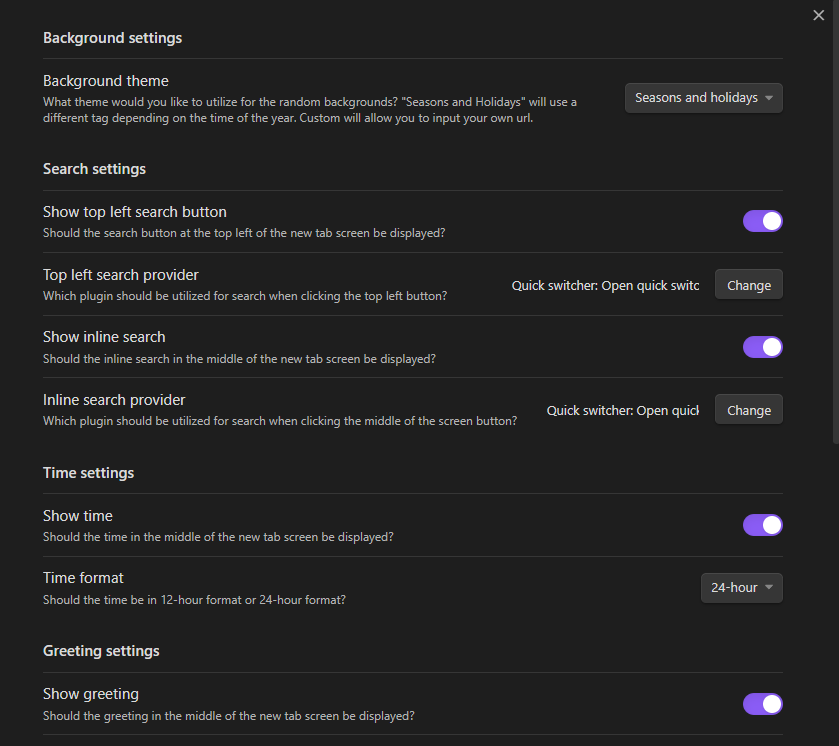 Background settings
Background theme
What theme would you like to utilize for the random backgrounds? "Seasons and Holidays" will use a
different tag depending on the time of the year. Custom will allow you to input your own url.
Seasons and holidays
Search settings
Show top left search button
Should the search button at the top left of the new tab screen be displayed?
Top left search provider
Which plugin should be utilized for search when clicking the top left button?
Quick switcher: Open quick switc
Change
Show inline search
Should the inline search in the middle of the new tab screen be displayed?
Inline search provider
Which plugin should be utilized for search when clicking the middle of the screen button?
Quick switcher: Open quick
Change
Time settings
Show time
Should the time in the middle of the new tab screen be displayed?
Time format
Should the time be in 12-hour format or 24-hour format?
24-hour
Greeting settings
Show greeting
Should the greeting in the middle of the new tab screen be displayed?